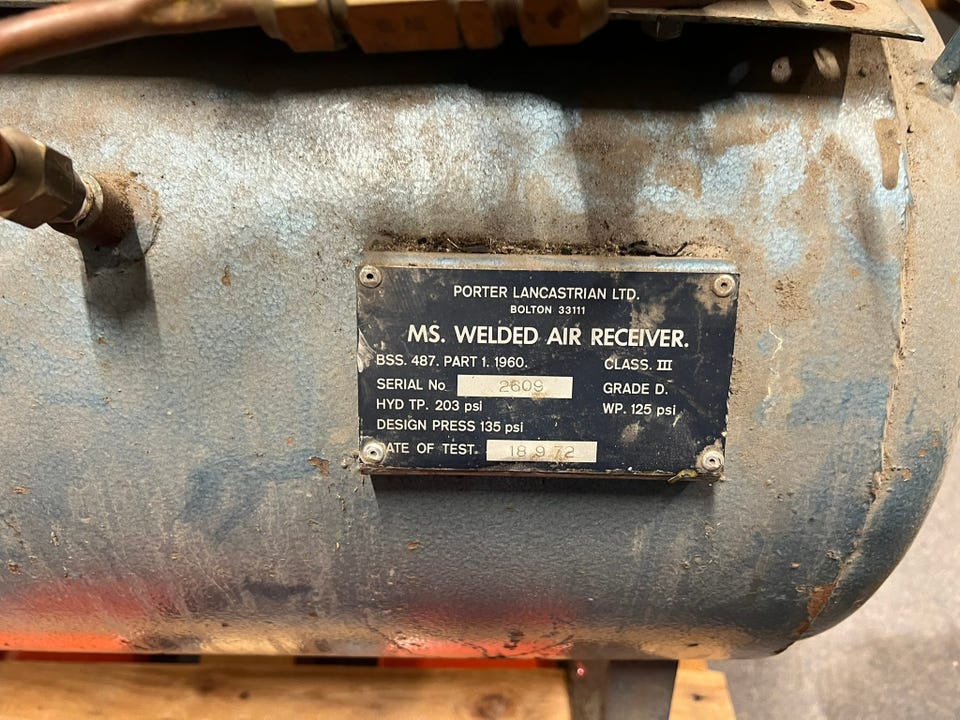 PORTER LANCASTRIAN LTD.
BOLTON 33111
MS. WELDED AIR RECEIVER.
BSS. 487. PART 1. 1960. CLASS. III
SERIAL No 2609 GRADE D.
HYD TP. 203 psi WP. 125 psi
DESIGN PRESS 135 psi
DATE OF TEST. 18 9 72